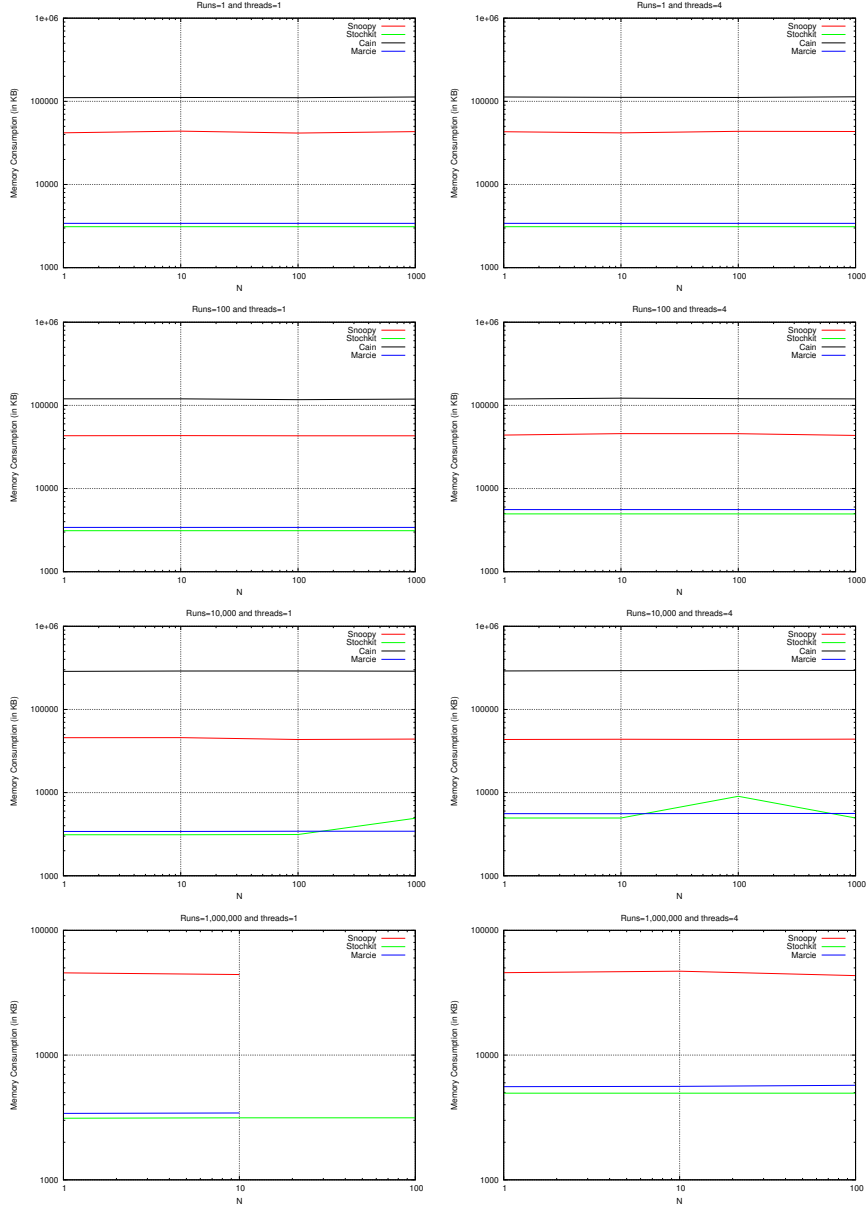 Runs=1 and threads=1
1e+06
100000
10000
1000
1
10
100
1000
Memory Consumption (in KB)
N
Snoopy
Stochkit
Cain
Marcie
Runs=1 and threads=4
1e+06
100000
10000
1000
1
10
100
1000
Memory Consumption (in KB)
N
Snoopy
Stochkit
Cain
Marcie
Runs=100 and threads=1
1e+06
100000
10000
1000
1
10
100
1000
Memory Consumption (in KB)
N
Snoopy
Stochkit
Cain
Marcie
Runs=100 and threads=4
1e+06
100000
10000
1000
1
10
100
1000
Memory Consumption (in KB)
N
Snoopy
Stochkit
Cain
Marcie
Runs=10,000 and threads=1
1e+06
100000
10000
1000
1
10
100
1000
Memory Consumption (in KB)
N
Snoopy
Stochkit
Cain
Marcie
Runs=10,000 and threads=4
1e+06
100000
10000
1000
1
10
100
1000
Memory Consumption (in KB)
N
Snoopy
Stochkit
Cain
Marcie
Runs=1,000,000 and threads=1
100000
10000
1000
1
10
100
Memory Consumption (in KB)
N
Snoopy
Stochkit
Marcie
Runs=1,000,000 and threads=4
100000
10000
1000
1
10
100
Memory Consumption (in KB)
N
Snoopy
Stochkit
Marcie